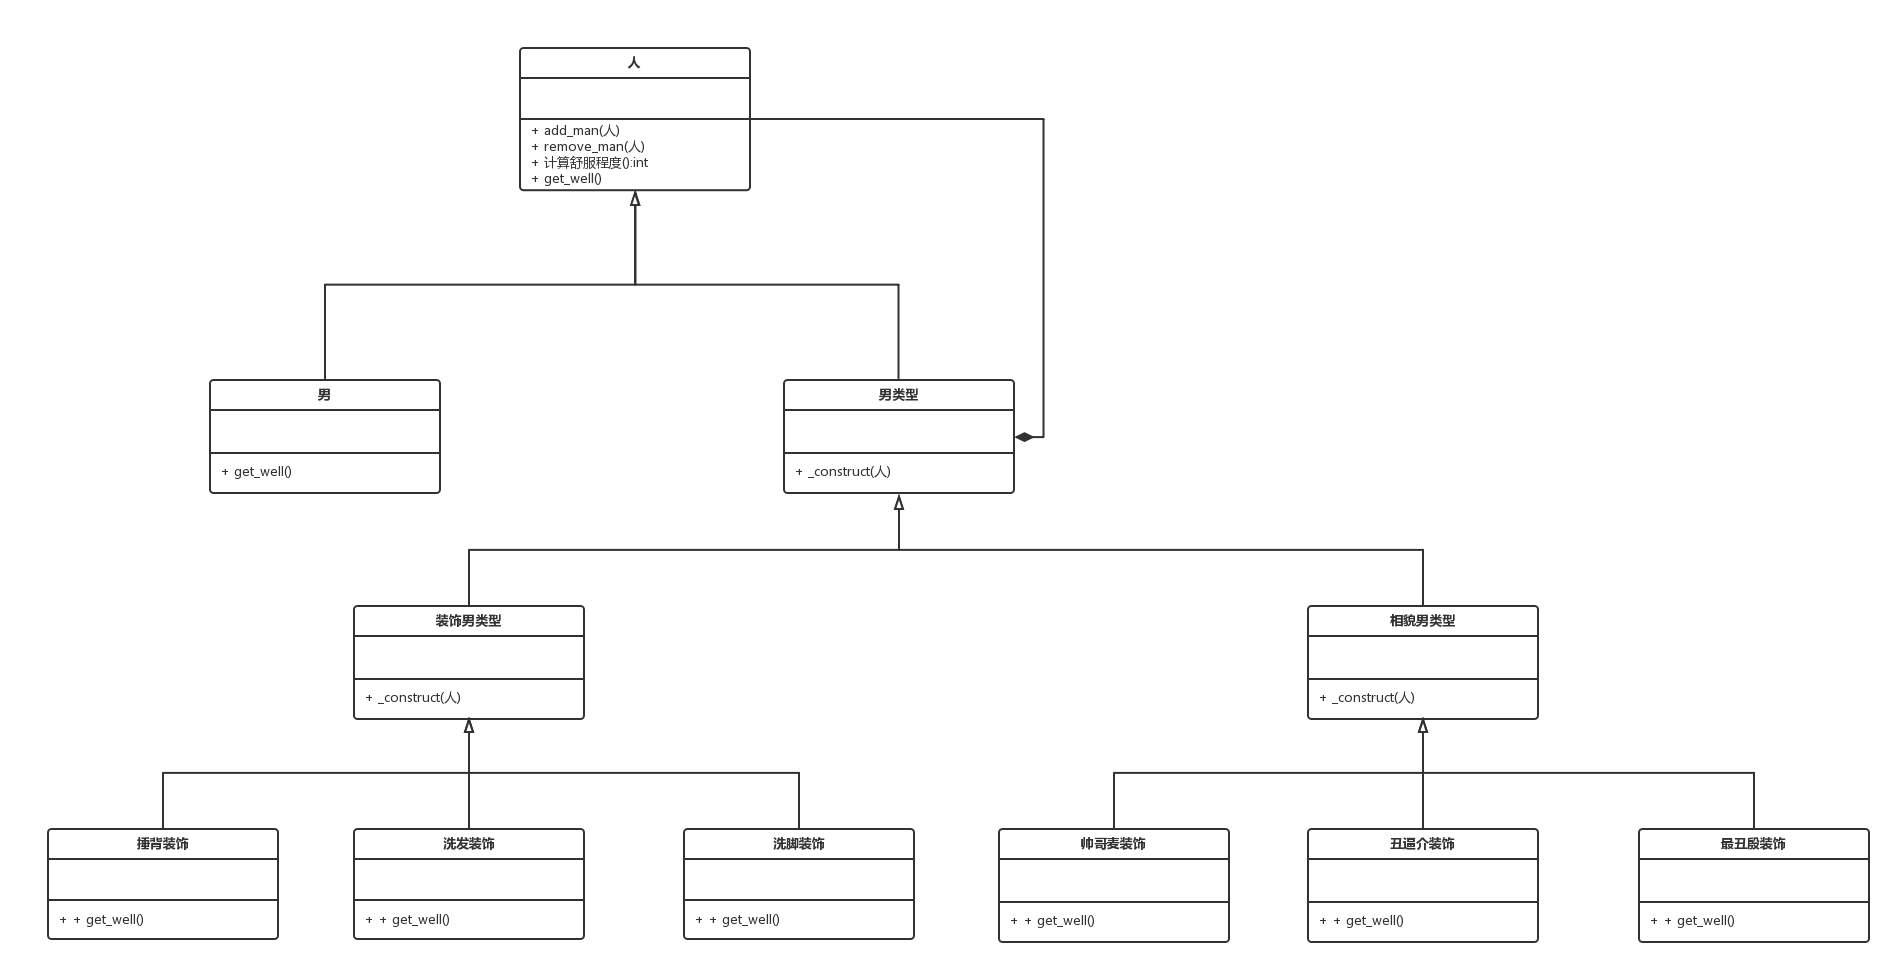 人
+ add_man(人)
+ remove_man(人)
+ 计算舒服程度():int
+ get_well()
男
+ get_well()
男类型
+ _construct(人)
装饰男类型
+ _construct(人)
相貌男类型
+ _construct(人)
捶背装饰
+ + get_well()
洗发装饰
+ + get_well()
洗脚装饰
+ + get_well()
帅哥麦装饰
+ + get_well()
丑逼介装饰
+ + get_well()
最丑殷装饰
+ + get_well()